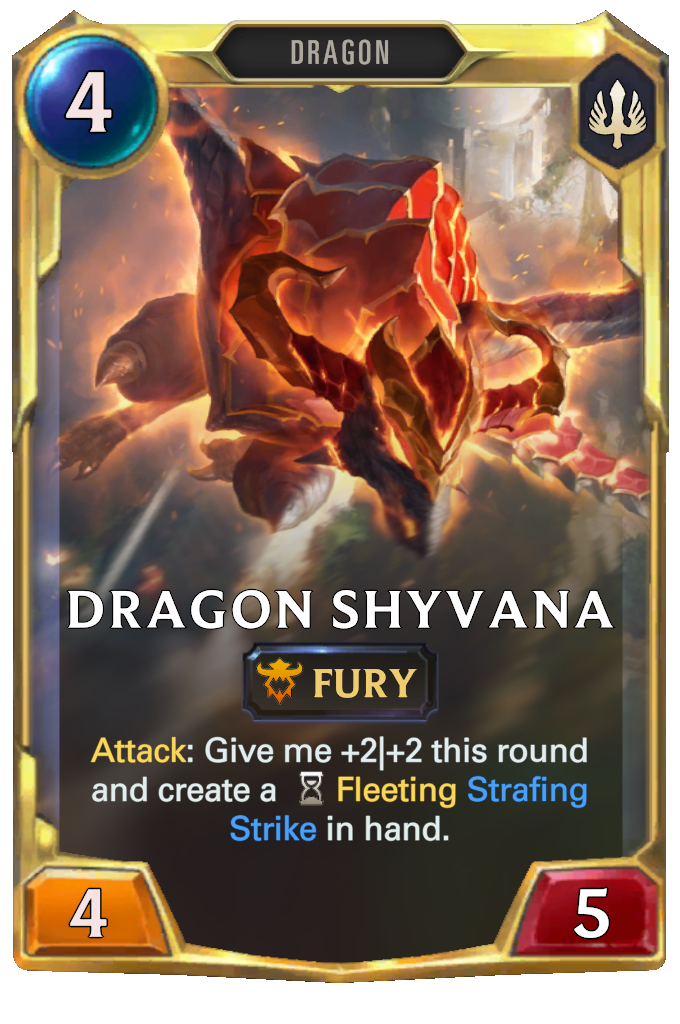 DRAGON
4
DRAGON SHYVANA
FURY
Attack: Give me +2|+2 this round
and create a Fleeting Strafing
Strike in hand.
4
5